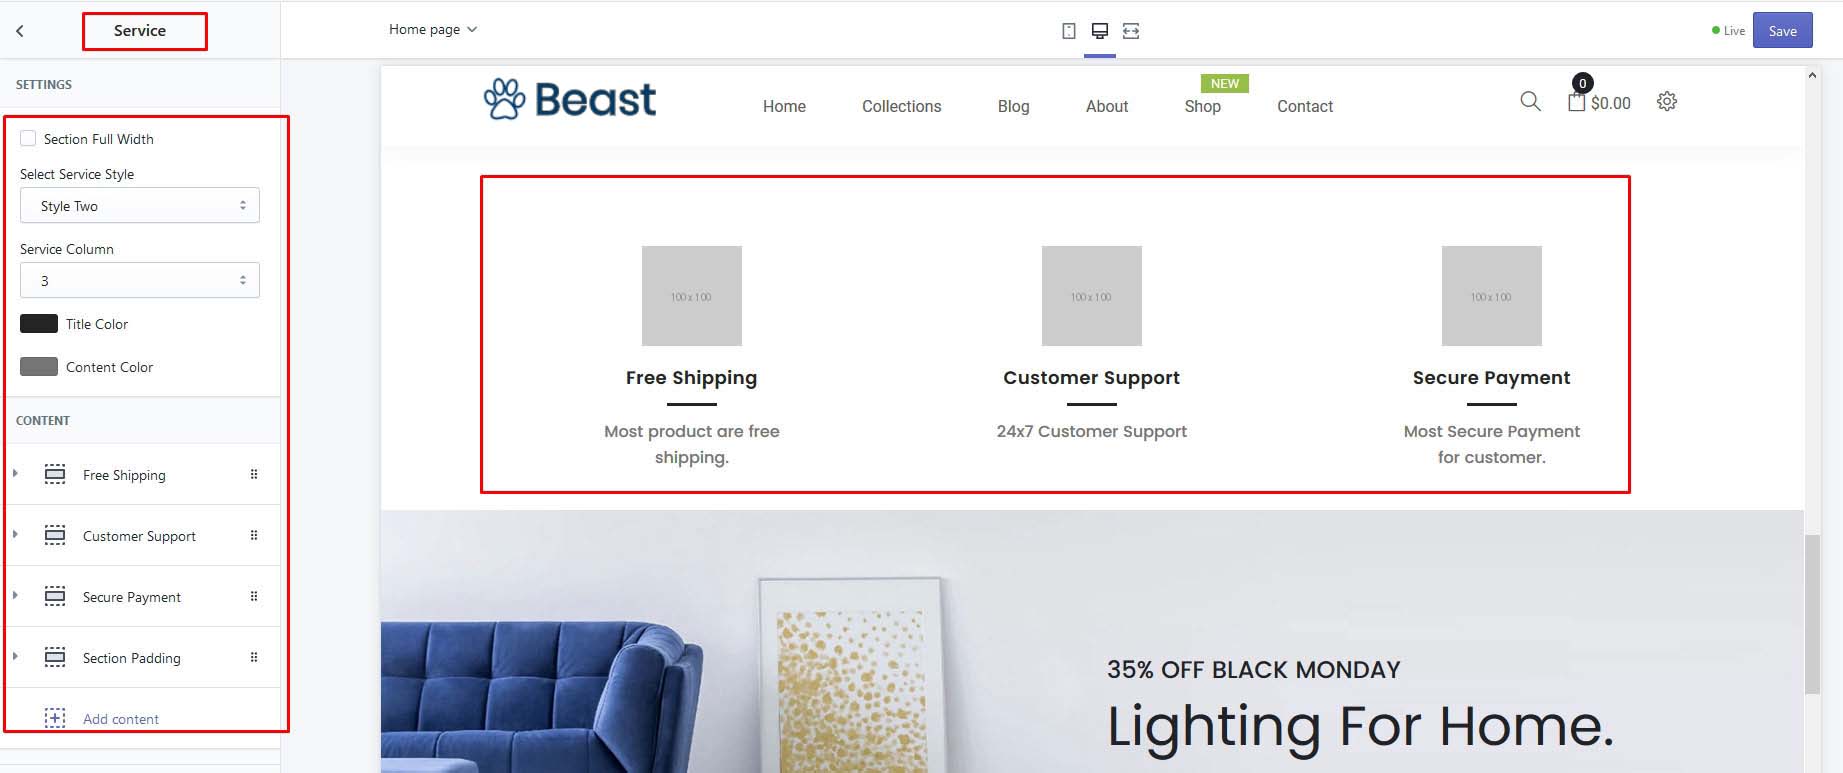 Service
Home page
Live
Save
SETTINGS
Section Full Width
Select Service Style
Style Two
Service Column
3
Title Color
Content Color
CONTENT
Free Shipping
Customer Support
Secure Payment
Section Padding
Add content
Beast
Home
Collections
Blog
About
NEW
Shop
Contact
0
$0.00
100 x 100
100 x 100
100 x 100
Free Shipping
Customer Support
Secure Payment
Most product are free
shipping.
24x7 Customer Support
Most Secure Payment
for customer.
35% OFF BLACK MONDAY
Lighting For Home.